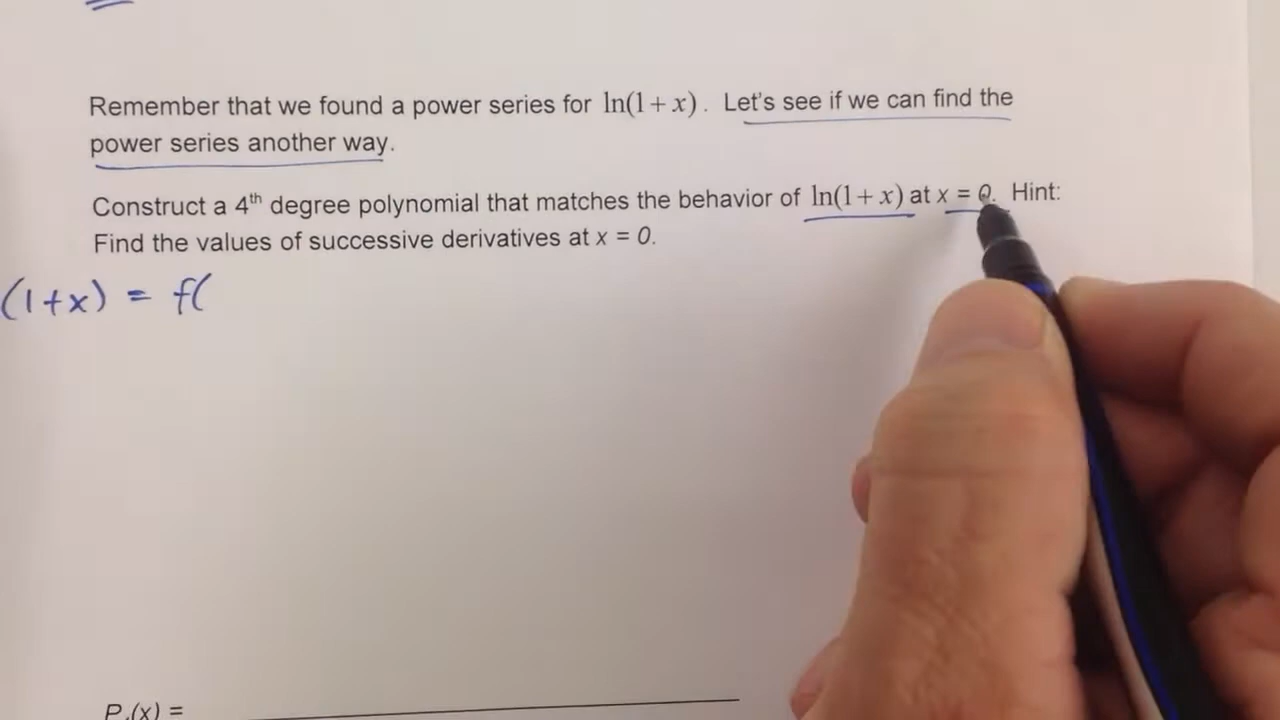 Remember that we found a power series for ln(1 + x). Let's see if we can find the
power series another way.
Construct a 4th degree polynomial that matches the behavior of ln(1 + x) at x = 0. Hint:
Find the values of successive derivatives at x = 0.
(1+x) = f(
P4(x) =